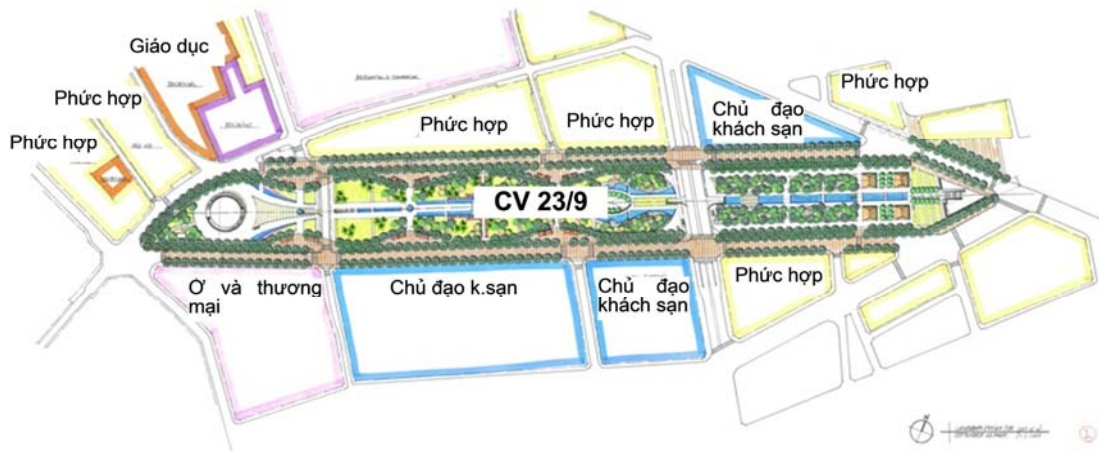 Giáo dục
Phức hợp
Phức hợp
Phức hợp
Phức hợp
Chủ đạo
khách sạn
Phức hợp
CV 23/9
Ở và thương
mại
Chủ đạo k.sạn
Chủ đạo
khách sạn
Phức hợp